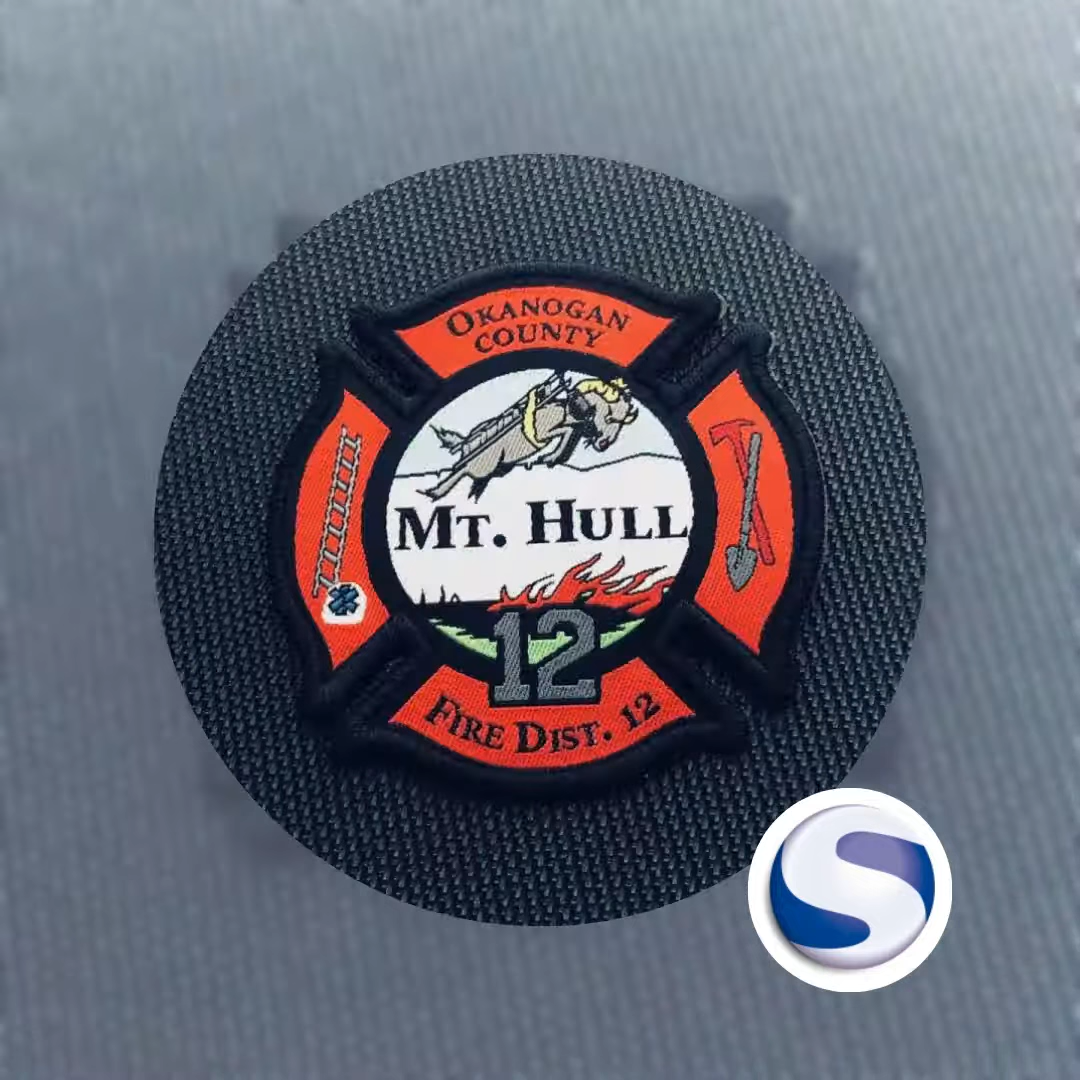 OKANOGAN
COUNTY
MT. HULL
12
FIRE DIST. 12
S